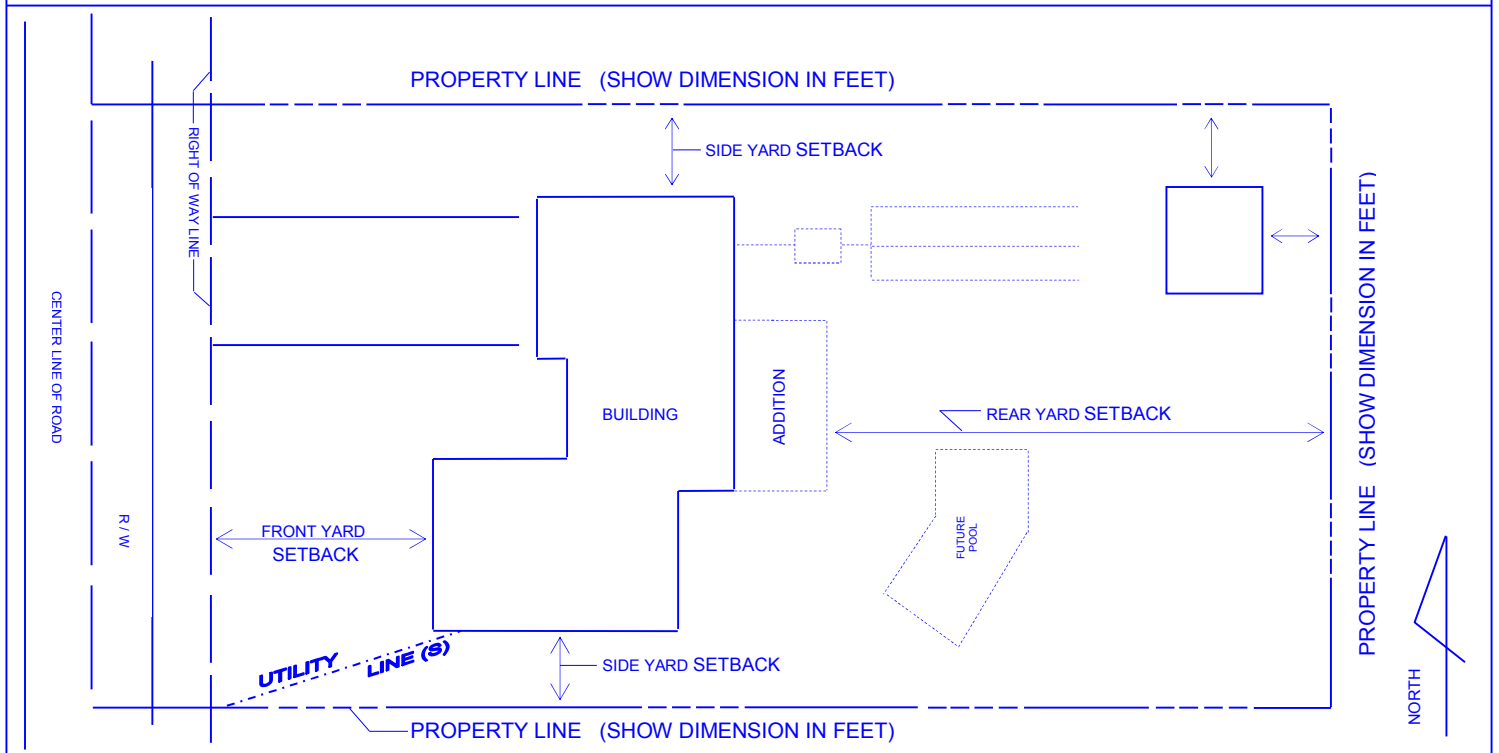 PROPERTY LINE (SHOW DIMENSION IN FEET)
RIGHT OF WAY LINE
SIDE YARD SETBACK
PROPERTY LINE (SHOW DIMENSION IN FEET)
CENTER LINE OF ROAD
BUILDING
ADDITION
REAR YARD SETBACK
R / W
FRONT YARD
SETBACK
FUTURE
POOL
UTILITY LINE (S)
SIDE YARD SETBACK
NORTH
PROPERTY LINE (SHOW DIMENSION IN FEET)